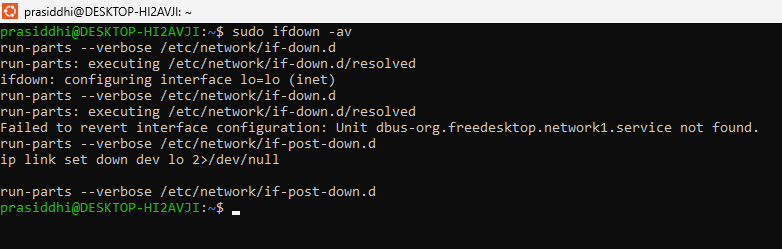 prasiddhi@DESKTOP-HI2AVJI: ~
prasiddhi@DESKTOP-HI2AVJI:~$ sudo ifdown -av
run-parts --verbose /etc/network/if-down.d
run-parts: executing /etc/network/if-down.d/resolved
ifdown: configuring interface lo=lo (inet)
run-parts --verbose /etc/network/if-down.d
run-parts: executing /etc/network/if-down.d/resolved
Failed to revert interface configuration: Unit dbus-org.freedesktop.network1.service not found.
run-parts --verbose /etc/network/if-post-down.d
ip link set down dev lo 2>/dev/null
run-parts --verbose /etc/network/if-post-down.d
prasiddhi@DESKTOP-HI2AVJI:~$